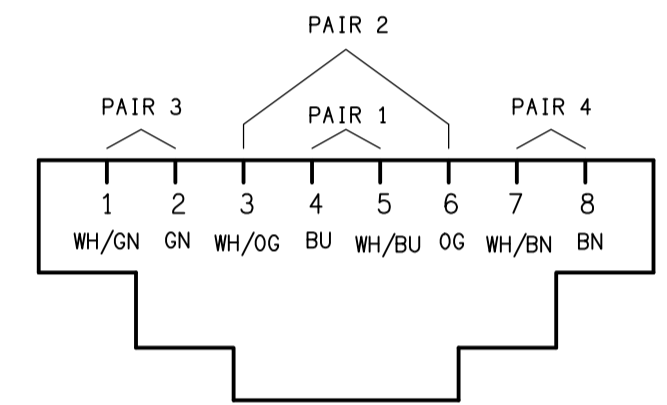 PAIR 2
PAIR 3
PAIR 1
PAIR 4
1 2 3 4 5 6 7 8
WH/GN GN WH/OG BU WH/BU OG WH/BN BN